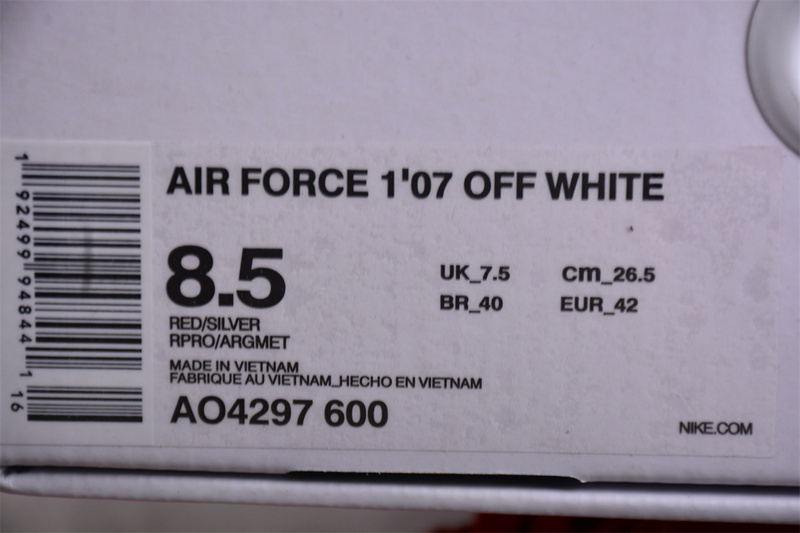 AIR FORCE 1'07 OFF WHITE
8.5
UK_7.5 cm_26.5
BR_40 EUR_42
RED/SILVER
RPRO/ARGMET
MADE IN VIETNAM
FABRIQUE AU VIETNAM_HECHO EN VIETNAM
AO4297 600
NIKE.COM
1 92499 94844 1 16